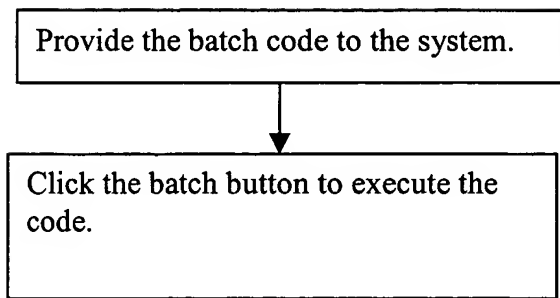 Provide the batch code to the system.
Click the batch button to execute the
code.